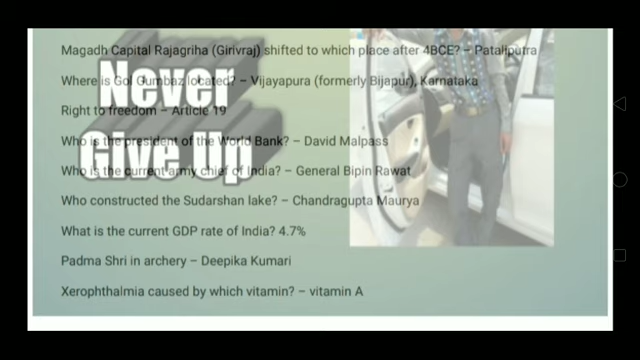 Magadh Capital Rajagriha (Girivraj) shifted to which place after 4BCE? – Pataliputra
Where is Gol Gumbaz located? – Vijayapura (formerly Bijapur), Karnataka
Never
Right to freedom – Article 19
Who is the president of the World Bank? – David Malpass
Give Up
Who is the current army chief of India? – General Bipin Rawat
Who constructed the Sudarshan lake? – Chandragupta Maurya
What is the current GDP rate of India? 4.7%
Padma Shri in archery – Deepika Kumari
Xerophthalmia caused by which vitamin? – vitamin A